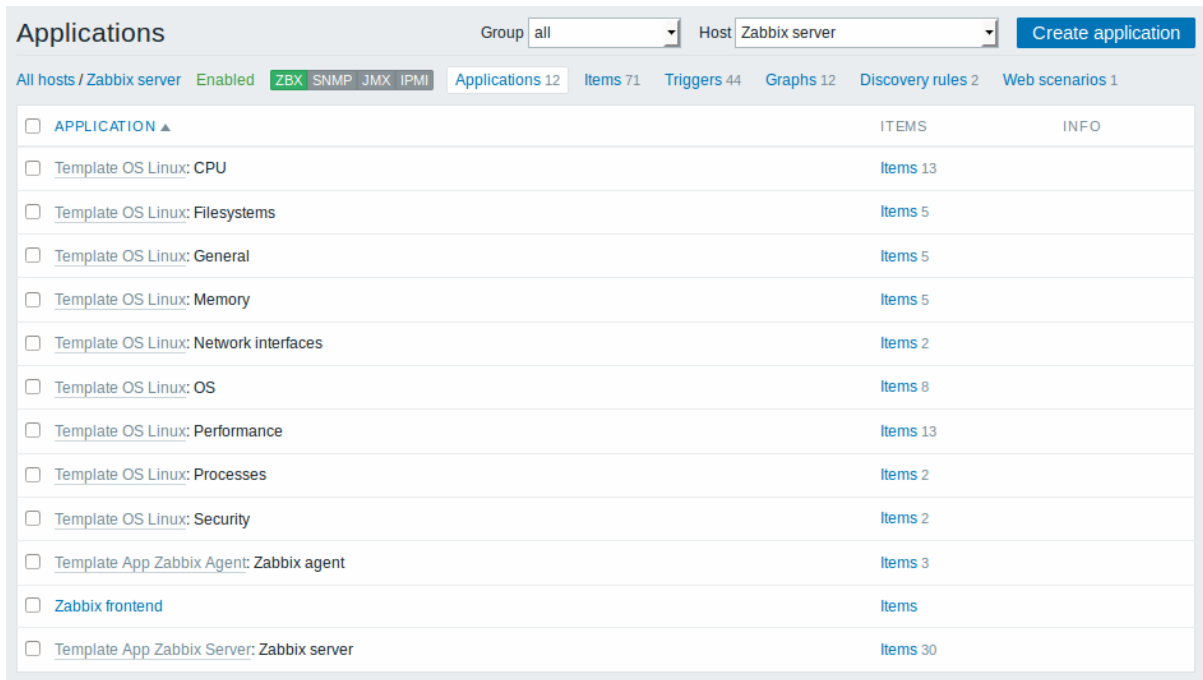 Applications Group all Host Zabbix server Create application
All hosts / Zabbix server Enabled ZBX SNMP JMX IPMI Applications 12 Items 71 Triggers 44 Graphs 12 Discovery rules 2 Web scenarios 1
APPLICATION ▲ ITEMS INFO
Template OS Linux: CPU Items 13
Template OS Linux: Filesystems Items 5
Template OS Linux: General Items 5
Template OS Linux: Memory Items 5
Template OS Linux: Network interfaces Items 2
Template OS Linux: OS Items 8
Template OS Linux: Performance Items 13
Template OS Linux: Processes Items 2
Template OS Linux: Security Items 2
Template App Zabbix Agent: Zabbix agent Items 3
Zabbix frontend Items
Template App Zabbix Server: Zabbix server Items 30